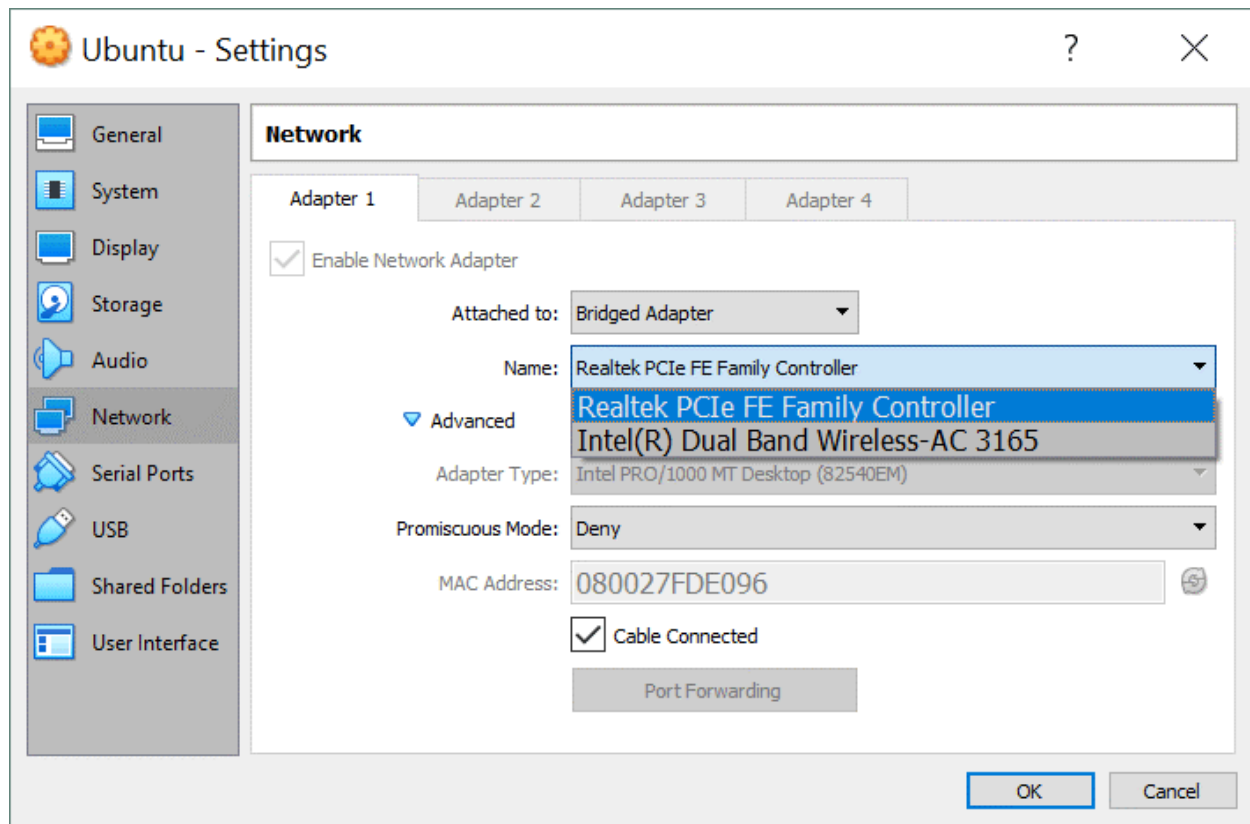 Ubuntu - Settings ?
General
System
Display
Storage
Audio
Network
Serial Ports
USB
Shared Folders
User Interface
Network
Adapter 1 Adapter 2 Adapter 3 Adapter 4
Enable Network Adapter
Attached to: Bridged Adapter
Name: Realtek PCIe FE Family Controller
Realtek PCIe FE Family Controller
Intel(R) Dual Band Wireless-AC 3165
Advanced
Adapter Type: Intel PRO/1000 MT Desktop (82540EM)
Promiscuous Mode: Deny
MAC Address: 080027FDE096
Cable Connected
Port Forwarding
OK Cancel